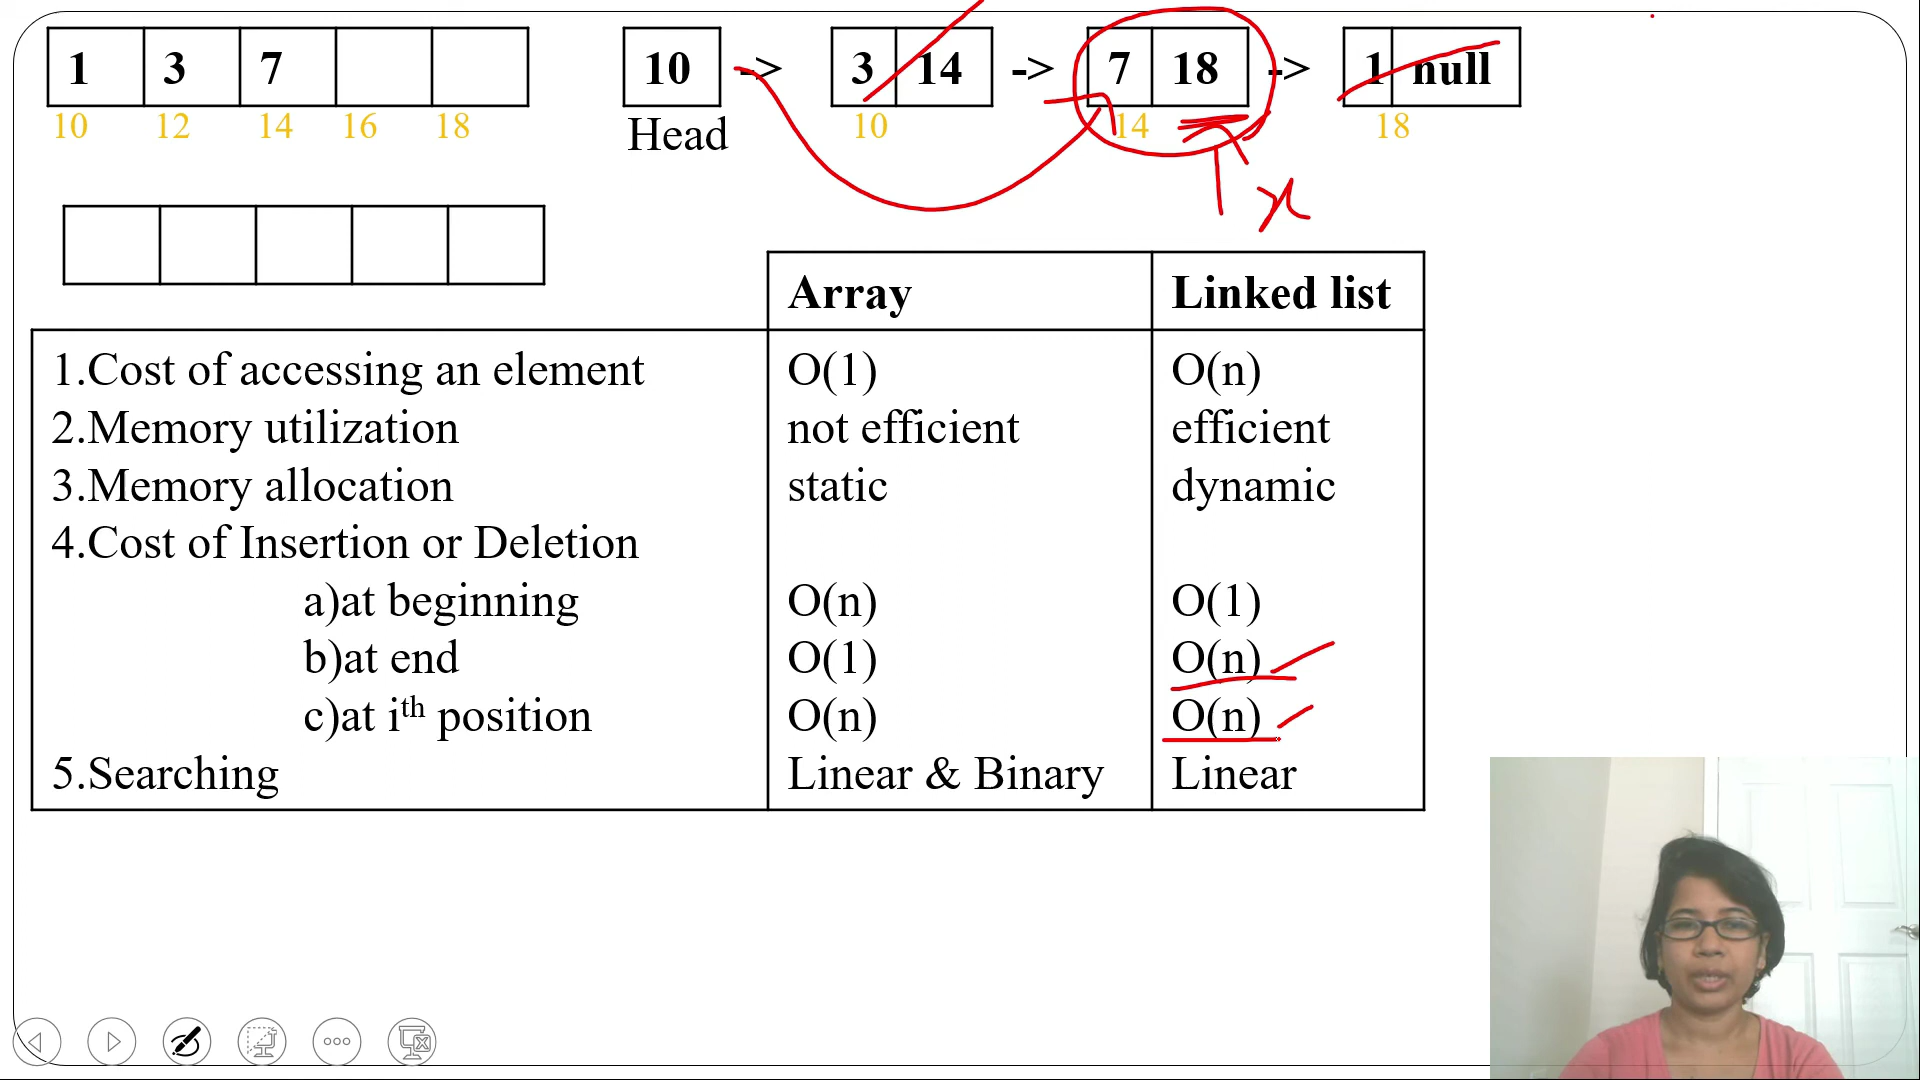 1 3 7
10 12 14 16 18
10 -> 3 14 -> 7 18 -> 1 null
Head 10 14 18
x
Array Linked list
1.Cost of accessing an element O(1) O(n)
2.Memory utilization not efficient efficient
3.Memory allocation static dynamic
4.Cost of Insertion or Deletion
a)at beginning O(n) O(1)
b)at end O(1) O(n)
c)at ith position O(n) O(n)
5.Searching Linear & Binary Linear